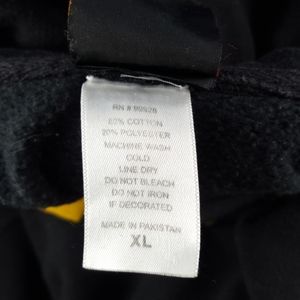 RN # 99928
80% COTTON
20% POLYESTER
MACHINE WASH
COLD
LINE DRY
DO NOT BLEACH
DO NOT IRON
IF DECORATED
MADE IN PAKISTAN
XL